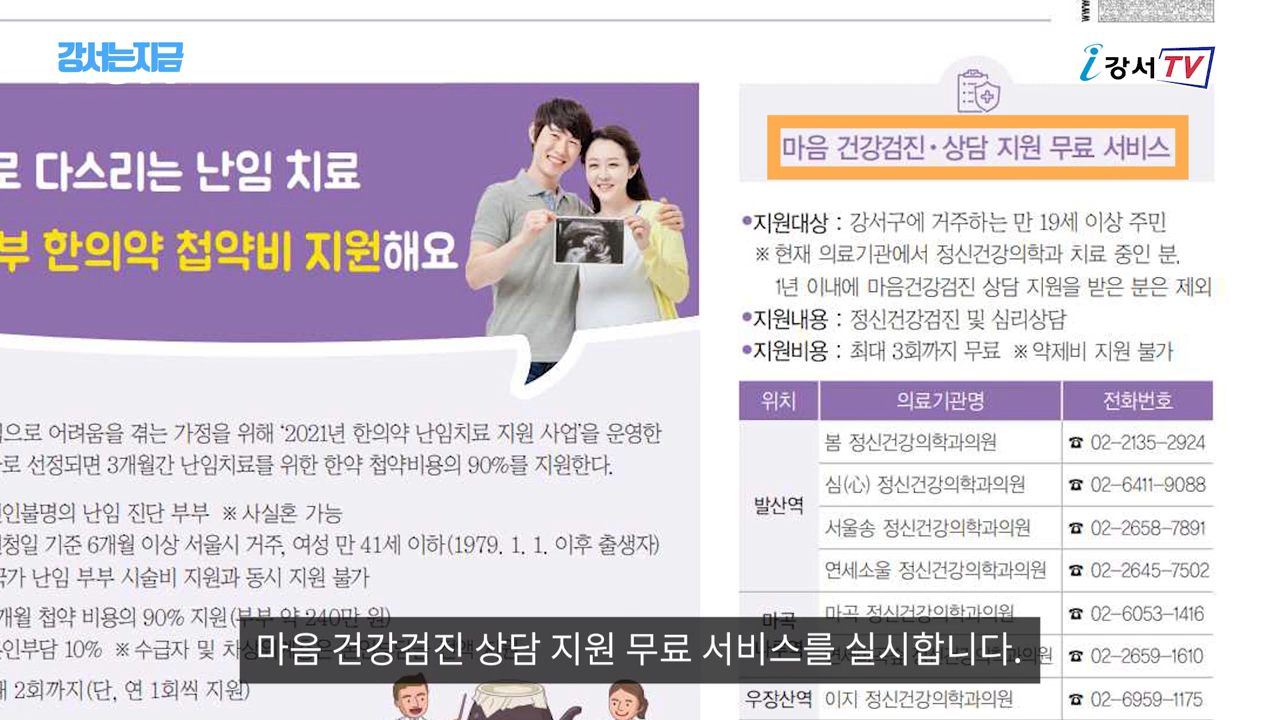 강서는지금
i강서TV
로 다스리는 난임 치료
부 한의약 첩약비 지원해요
으로 어려움을 겪는 가정을 위해 '2021년 한의약 난임치료 지원 사업'을 운영한
로 선정되면 3개월간 난임치료를 위한 한약 첩약비용의 90%를 지원한다.
인불명의 난임 진단 부부 ※ 사실혼 가능
청일 기준 6개월 이상 서울시 거주, 여성 만 41세 이하(1979. 1. 1. 이후 출생자)
국가 난임 부부 시술비 지원과 동시 지원 불가
개월 첩약 비용의 90% 지원(부부 약 240만 원)
인부담 10% ※ 수급자 및
2회까지(단, 연 1회씩 지원)
마음 건강검진·상담 지원 무료 서비스
•지원대상 : 강서구에 거주하는 만 19세 이상 주민
※ 현재 의료기관에서 정신건강의학과 치료 중인 분,
1년 이내에 마음건강검진 상담 지원을 받은 분은 제외
•지원내용 : 정신건강검진 및 심리상담
•지원비용 : 최대 3회까지 무료 ※ 약제비 지원 불가
위치 의료기관명 전화번호
발산역
봄 정신건강의학과의원 ☎ 02-2135-2924
심(心) 정신건강의학과의원 ☎ 02-6411-9088
서울송 정신건강의학과의원 ☎ 02-2658-7891
연세소울 정신건강의학과의원 ☎ 02-2645-7502
마곡 정신건강의학과의원 ☎ 02-6053-1416
☎ 02-2659-1610
우장산역 이지 정신건강의학과의원 ☎ 02-6959-1175
마음 건강검진 상담 지원 무료 서비스를 실시합니다.